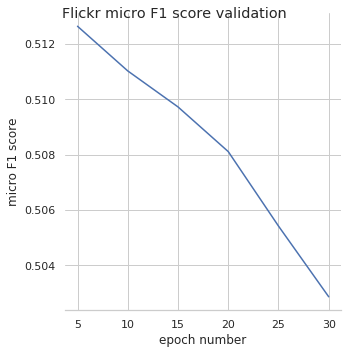 Flickr micro F1 score validation
micro F1 score
0.512
0.510
0.508
0.506
0.504
5 10 15 20 25 30
epoch number